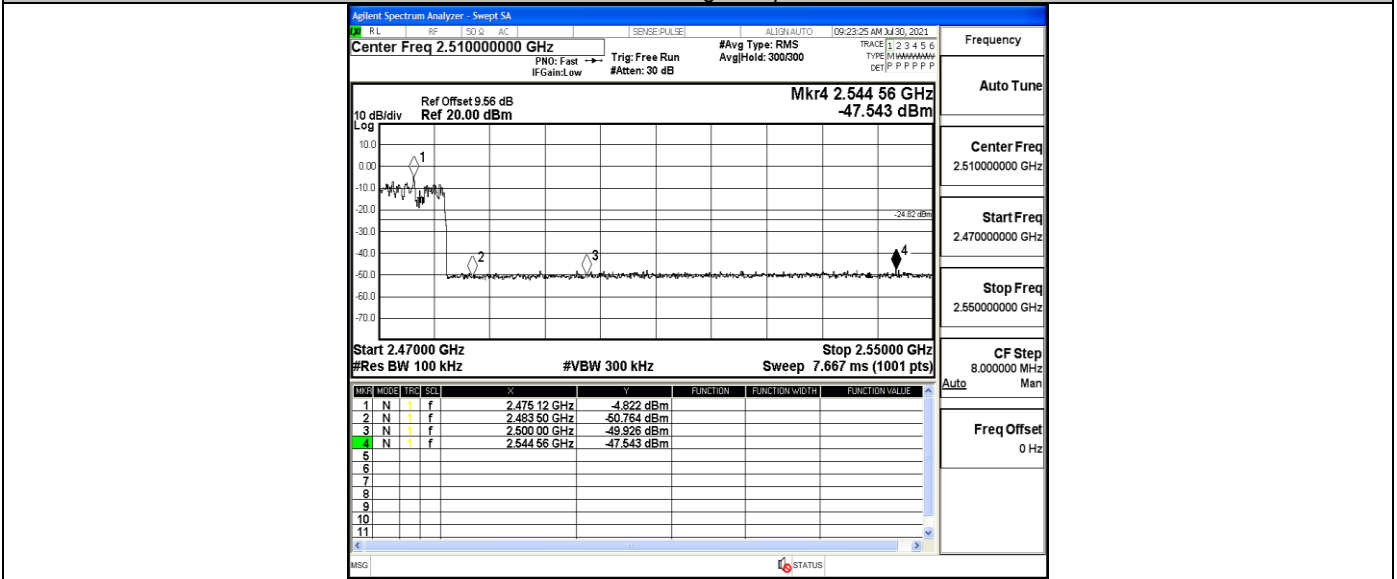 Agilent Spectrum Analyzer - Swept SA
LXI RL RF 50 Ω AC SENSE:PULSE ALIGNAUTO 09:23:25 AM Jul 30, 2021
Center Freq 2.510000000 GHz
PNO: Fast
IFGain:Low
Trig: Free Run
#Atten: 30 dB
#Avg Type: RMS
Avg|Hold: 300/300
TRACE 1 2 3 4 5 6
TYPE M WWWWW
DET P P P P P P
Frequency
Auto Tune
Center Freq
2.510000000 GHz
Start Freq
2.470000000 GHz
Stop Freq
2.550000000 GHz
CF Step
8.000000 MHz
Auto Man
Freq Offset
0 Hz
Mkr4 2.544 56 GHz
-47.543 dBm
Ref Offset 9.56 dB
10 dB/div Ref 20.00 dBm
Log
10.0
0.00
-10.0
-20.0
-30.0
-40.0
-50.0
-60.0
-70.0
1
2
3
4
-24.82 dBm
Start 2.47000 GHz Stop 2.55000 GHz
#Res BW 100 kHz #VBW 300 kHz Sweep 7.667 ms (1001 pts)
MKR MODE TRC SCL X Y FUNCTION FUNCTION WIDTH FUNCTION VALUE
1 N 1 f 2.475 12 GHz -4.822 dBm
2 N 1 f 2.483 50 GHz -50.764 dBm
3 N 1 f 2.500 00 GHz -49.926 dBm
4 N 1 f 2.544 56 GHz -47.543 dBm
5
6
7
8
9
10
11
MSG STATUS